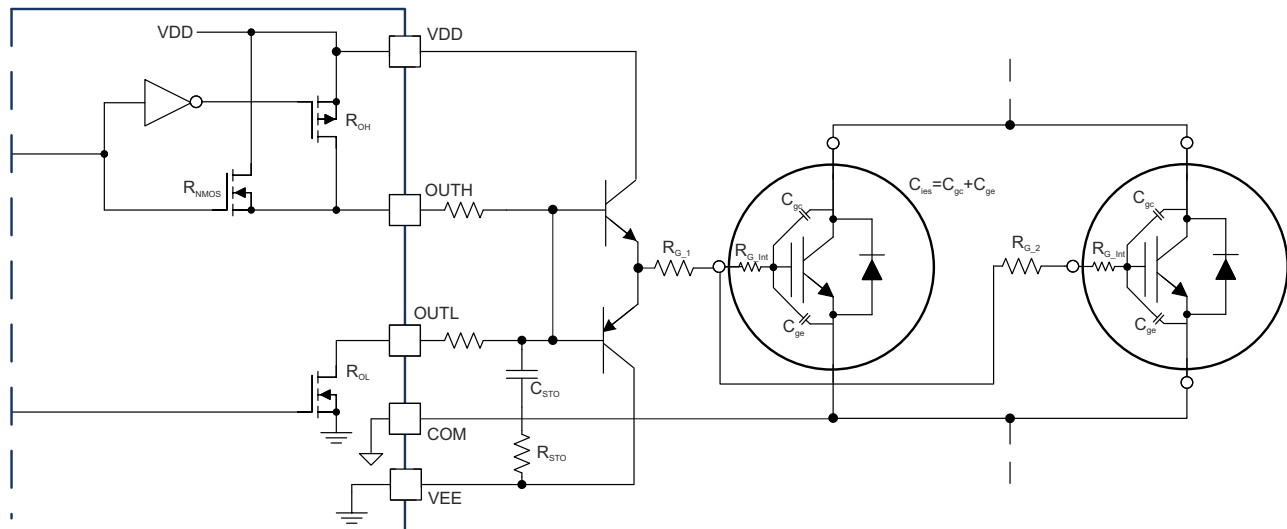 VDD
VDD
R_OH
R_NMOS
OUTH
OUTL
R_OL
COM
VEE
C_STO
R_STO
R_G_1
R_G_Int
C_gc
C_ge
C_ies=C_gc+C_ge
R_G_2
R_G_Int
C_gc
C_ge